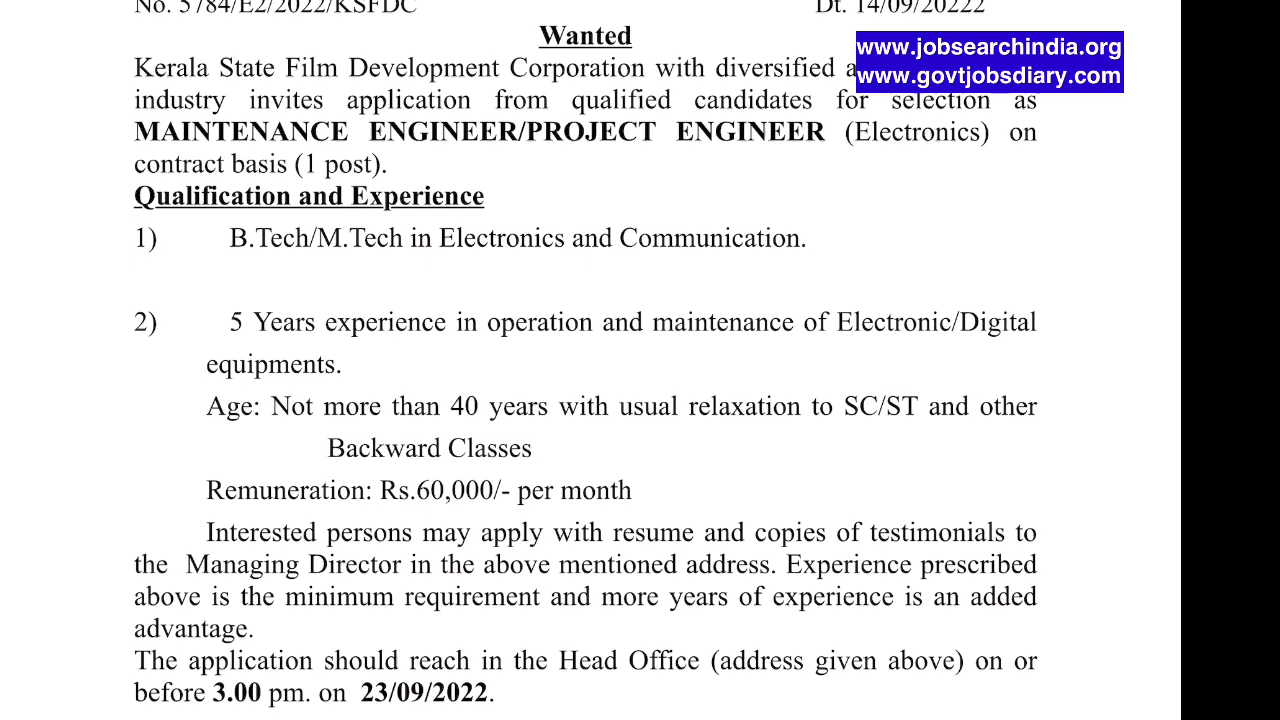 No. 5784/E2/2022/KSFDC Dt. 14/09/20222
Wanted
www.jobsearchindia.org
www.govtjobsdiary.com
Kerala State Film Development Corporation with diversified
industry invites application from qualified candidates for selection as
MAINTENANCE ENGINEER/PROJECT ENGINEER (Electronics) on
contract basis (1 post).
Qualification and Experience
1) B.Tech/M.Tech in Electronics and Communication.
2) 5 Years experience in operation and maintenance of Electronic/Digital
equipments.
Age: Not more than 40 years with usual relaxation to SC/ST and other
Backward Classes
Remuneration: Rs.60,000/- per month
Interested persons may apply with resume and copies of testimonials to
the Managing Director in the above mentioned address. Experience prescribed
above is the minimum requirement and more years of experience is an added
advantage.
The application should reach in the Head Office (address given above) on or
before 3.00 pm. on 23/09/2022.